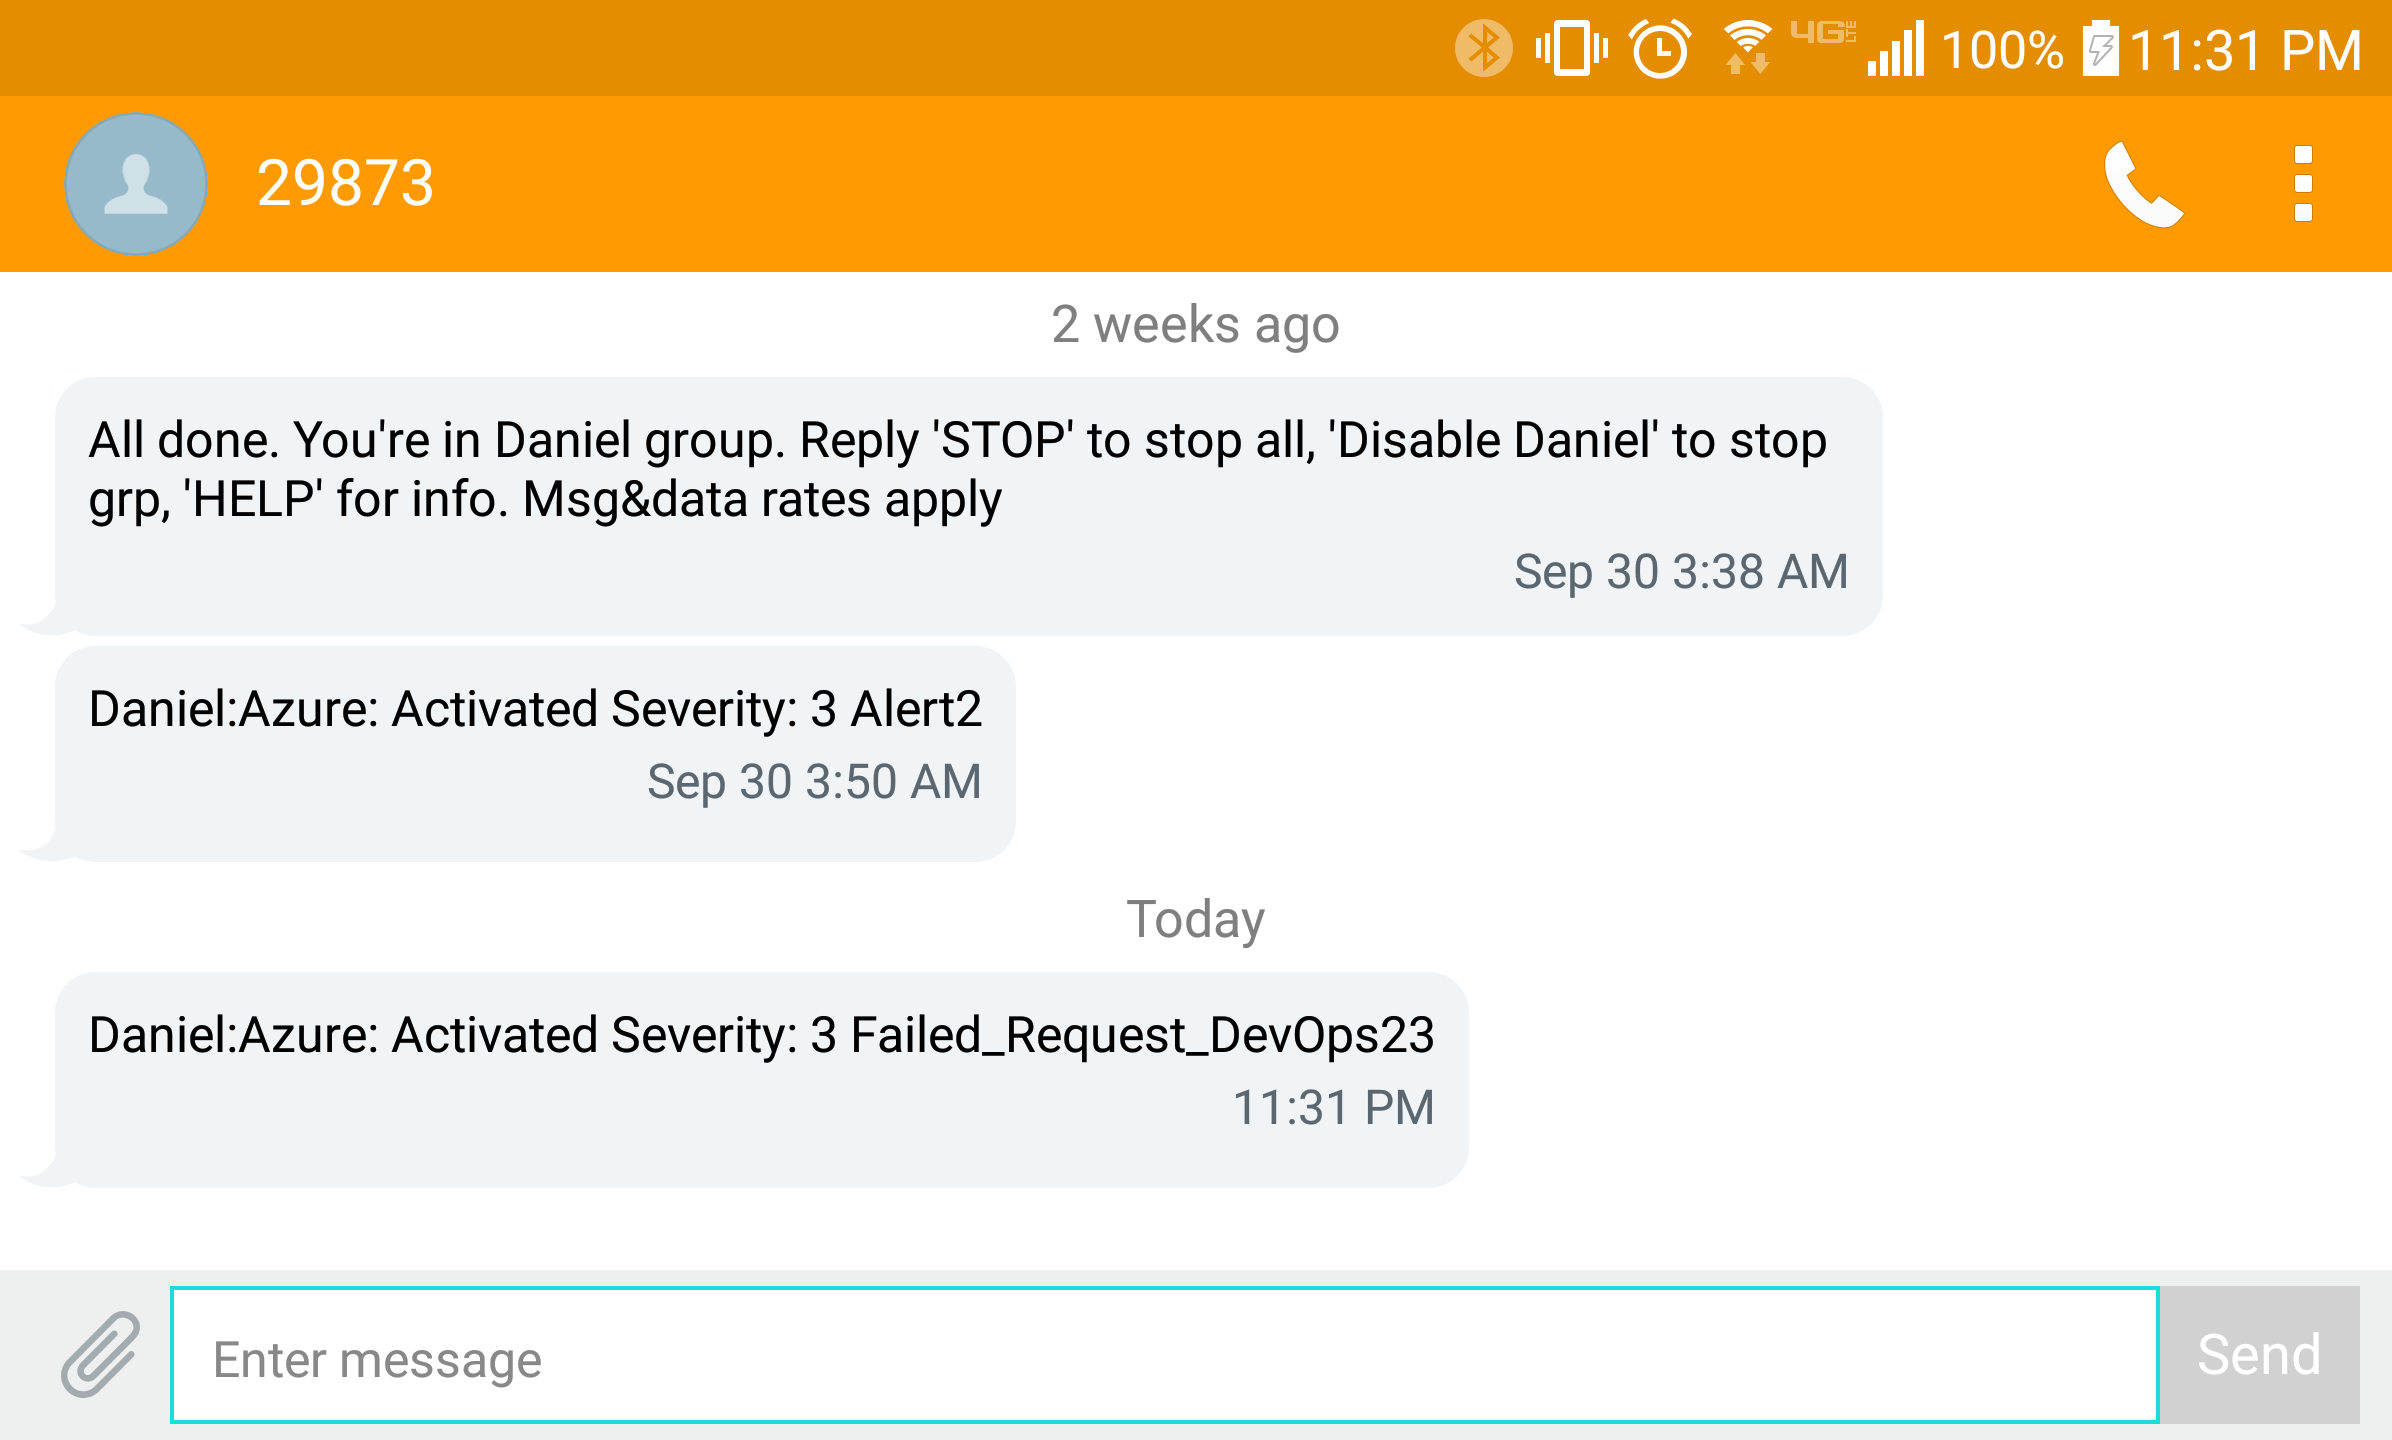 4G LTE 100% 11:31 PM
29873
2 weeks ago
All done. You're in Daniel group. Reply 'STOP' to stop all, 'Disable Daniel' to stop
grp, 'HELP' for info. Msg&data rates apply
Sep 30 3:38 AM
Daniel:Azure: Activated Severity: 3 Alert2
Sep 30 3:50 AM
Today
Daniel:Azure: Activated Severity: 3 Failed_Request_DevOps23
11:31 PM
Enter message
Send